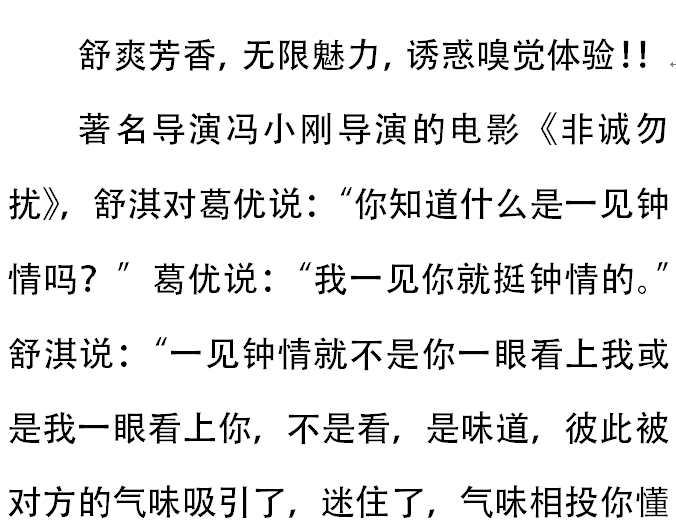 舒爽芳香，无限魅力，诱惑嗅觉体验！！
著名导演冯小刚导演的电影《非诚勿
扰》，舒淇对葛优说：“你知道什么是一见钟
情吗？”葛优说：“我一见你就挺钟情的。”
舒淇说：“一见钟情就不是你一眼看上我或
是我一眼看上你，不是看，是味道，彼此被
对方的气味吸引了，迷住了，气味相投你懂